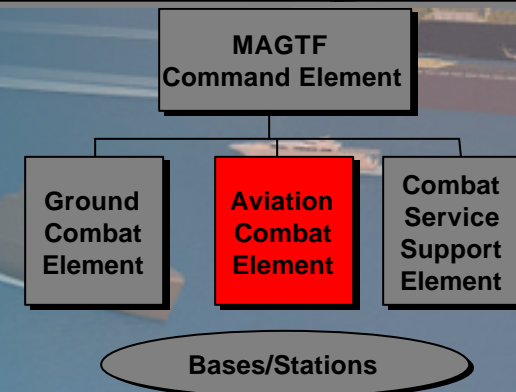 MAGTF
Command Element
Ground
Combat
Element
Aviation
Combat
Element
Combat
Service
Support
Element
Bases/Stations